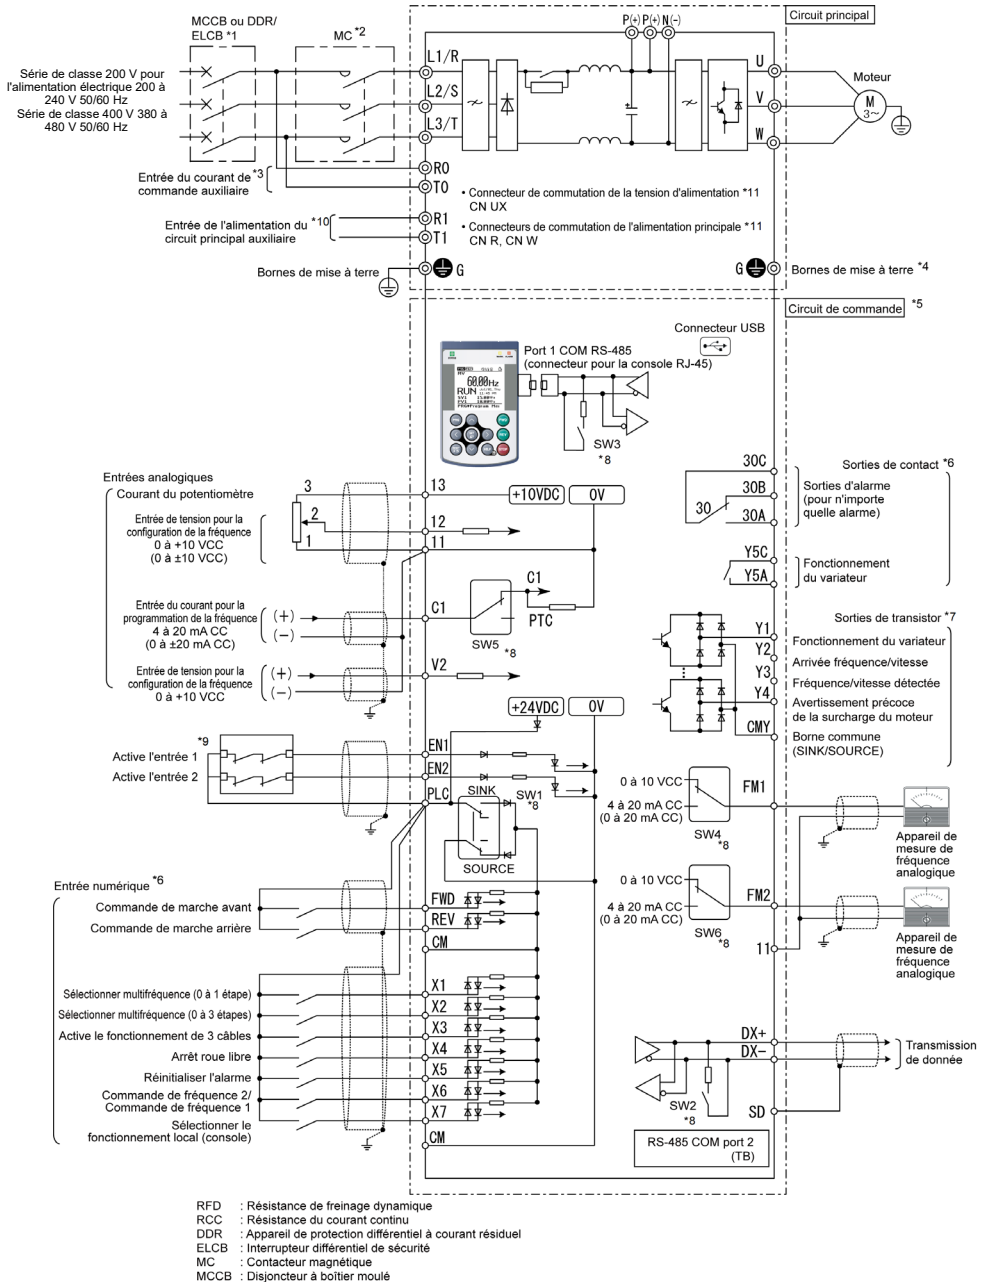 MCCB ou DDR/
ELCB *1
MC *2
P(+) P(+) N(-)
Circuit principal
Série de classe 200 V pour
l'alimentation électrique 200 à
240 V 50/60 Hz
Série de classe 400 V 380 à
480 V 50/60 Hz
L1/R
L2/S
L3/T
U
V
W
Moteur
M
3~
Entrée du courant de *3
commande auxiliaire
R0
T0
• Connecteur de commutation de la tension d'alimentation *11
CN UX
Entrée de l'alimentation du *10
circuit principal auxiliaire
R1
T1
• Connecteurs de commutation de l'alimentation principale *11
CN R, CN W
Bornes de mise à terre
G
G
Bornes de mise à terre *4
Circuit de commande *5
Connecteur USB
Port 1 COM RS-485
(connecteur pour la console RJ-45)
60.00Hz
RUN
SW3
*8
Entrées analogiques
Courant du potentiomètre
3
2
1
13
12
11
+10VDC
0V
Entrée de tension pour la
configuration de la fréquence
0 à +10 VCC
(0 à ±10 VCC)
30C
30B
30A
30
Sorties de contact *6
Sorties d'alarme
(pour n'importe
quelle alarme)
Y5C
Y5A
Fonctionnement
du variateur
Entrée du courant pour la
programmation de la fréquence
4 à 20 mA CC
(0 à ±20 mA CC)
(+)
(−)
C1
C1
PTC
SW5
*8
Sorties de transistor *7
Y1
Fonctionnement du variateur
Y2
Arrivée fréquence/vitesse
Y3
Fréquence/vitesse détectée
Y4
Avertissement précoce
de la surcharge du moteur
CMY
Borne commune
(SINK/SOURCE)
Entrée de tension pour la
configuration de la fréquence
0 à +10 VCC
(+)
(−)
V2
+24VDC
0V
*9
Active l'entrée 1
Active l'entrée 2
EN1
EN2
PLC
SINK
SW1
*8
SOURCE
0 à 10 VCC
4 à 20 mA CC
(0 à 20 mA CC)
SW4
*8
FM1
Appareil de
mesure de
fréquence
analogique
0 à 10 VCC
4 à 20 mA CC
(0 à 20 mA CC)
SW6
*8
FM2
11
Appareil de
mesure de
fréquence
analogique
Entrée numérique *6
Commande de marche avant
Commande de marche arrière
FWD
REV
CM
Sélectionner multifréquence (0 à 1 étape)
Sélectionner multifréquence (0 à 3 étapes)
Active le fonctionnement de 3 câbles
Arrêt roue libre
Réinitialiser l'alarme
Commande de fréquence 2/
Commande de fréquence 1
Sélectionner le
fonctionnement local (console)
X1
X2
X3
X4
X5
X6
X7
CM
DX+
DX−
SD
SW2
*8
Transmission
de donnée
RS-485 COM port 2
(TB)
RFD : Résistance de freinage dynamique
RCC : Résistance du courant continu
DDR : Appareil de protection différentiel à courant résiduel
ELCB : Interrupteur différentiel de sécurité
MC : Contacteur magnétique
MCCB : Disjoncteur à boîtier moulé